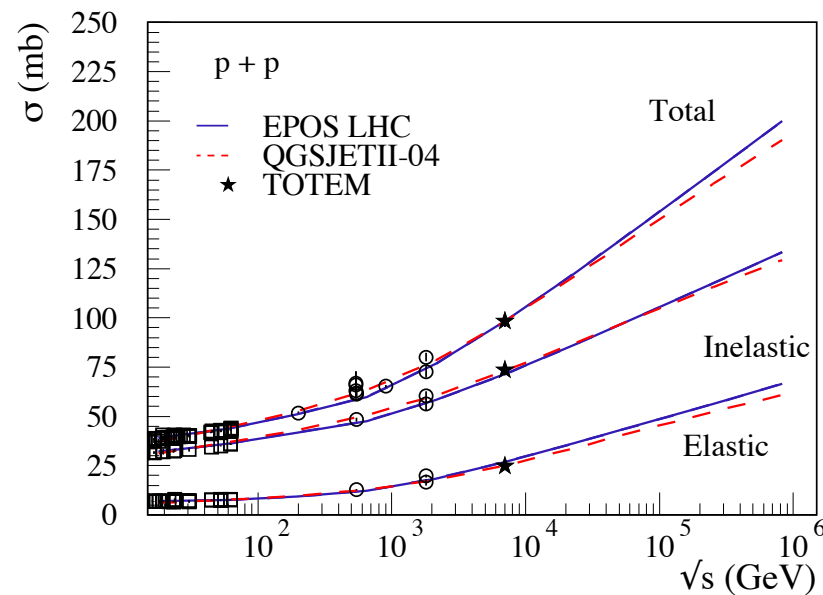 σ (mb)
250
225
200
175
150
125
100
75
50
25
0
p + p
EPOS LHC
QGSJETII-04
TOTEM
Total
Inelastic
Elastic
10² 10³ 10⁴ 10⁵ 10⁶
√s (GeV)